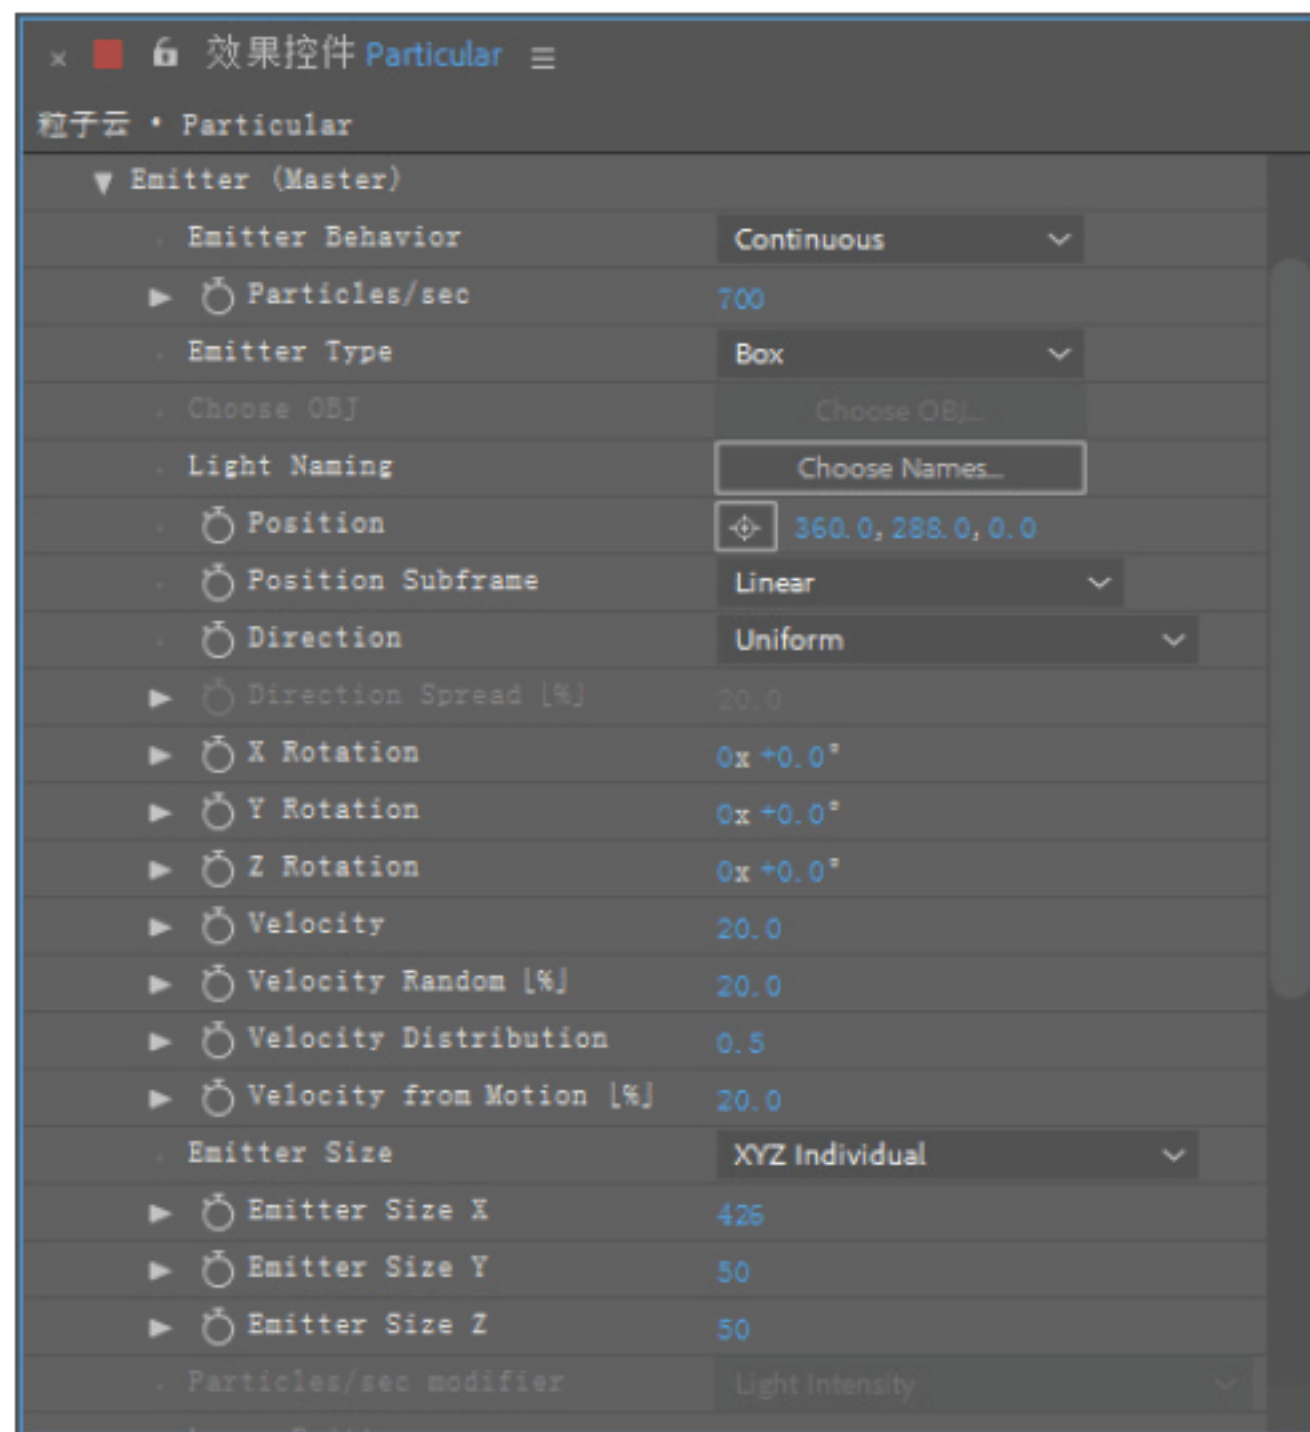 效果控件 Particular
粒子云 • Particular
Emitter (Master)
Emitter Behavior Continuous
Particles/sec 700
Emitter Type Box
Choose OBJ Choose OBJ...
Light Naming Choose Names...
Position 360.0, 288.0, 0.0
Position Subframe Linear
Direction Uniform
Direction Spread [%] 20.0
X Rotation 0x +0.0°
Y Rotation 0x +0.0°
Z Rotation 0x +0.0°
Velocity 20.0
Velocity Random [%] 20.0
Velocity Distribution 0.5
Velocity from Motion [%] 20.0
Emitter Size XYZ Individual
Emitter Size X 426
Emitter Size Y 50
Emitter Size Z 50
Particles/sec modifier Light Intensity